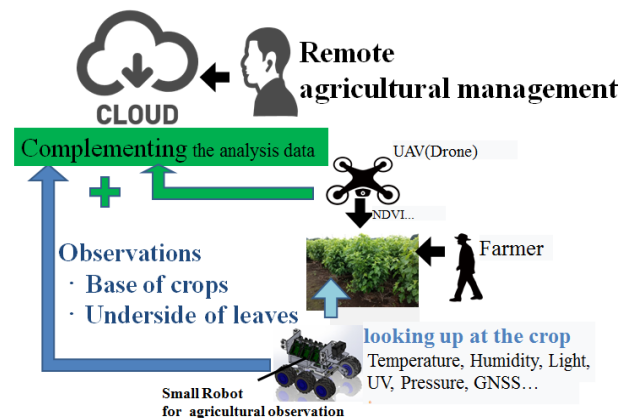 Remote
agricultural management
CLOUD
Complementing the analysis data
UAV(Drone)
NDVI...
Farmer
Observations
· Base of crops
· Underside of leaves
looking up at the crop
Temperature, Humidity, Light,
UV, Pressure, GNSS…
Small Robot
for agricultural observation